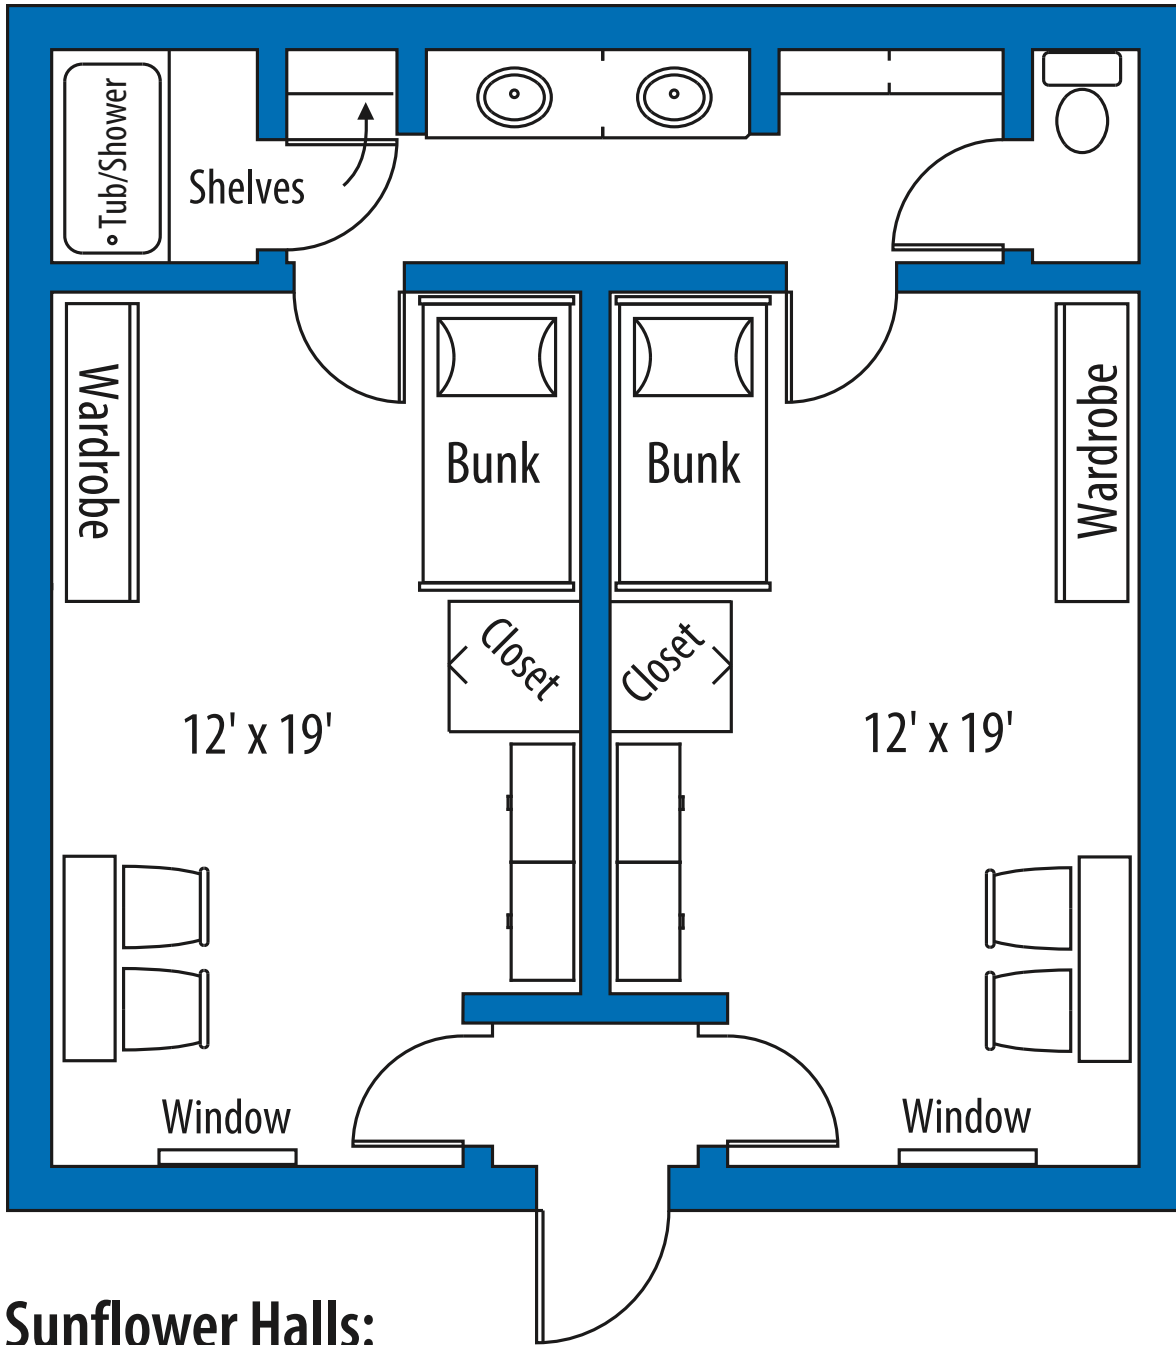 Tub/Shower
Shelves
Wardrobe
Bunk
Bunk
Wardrobe
Closet
Closet
12' x 19'
12' x 19'
Window
Window
Sunflower Halls: